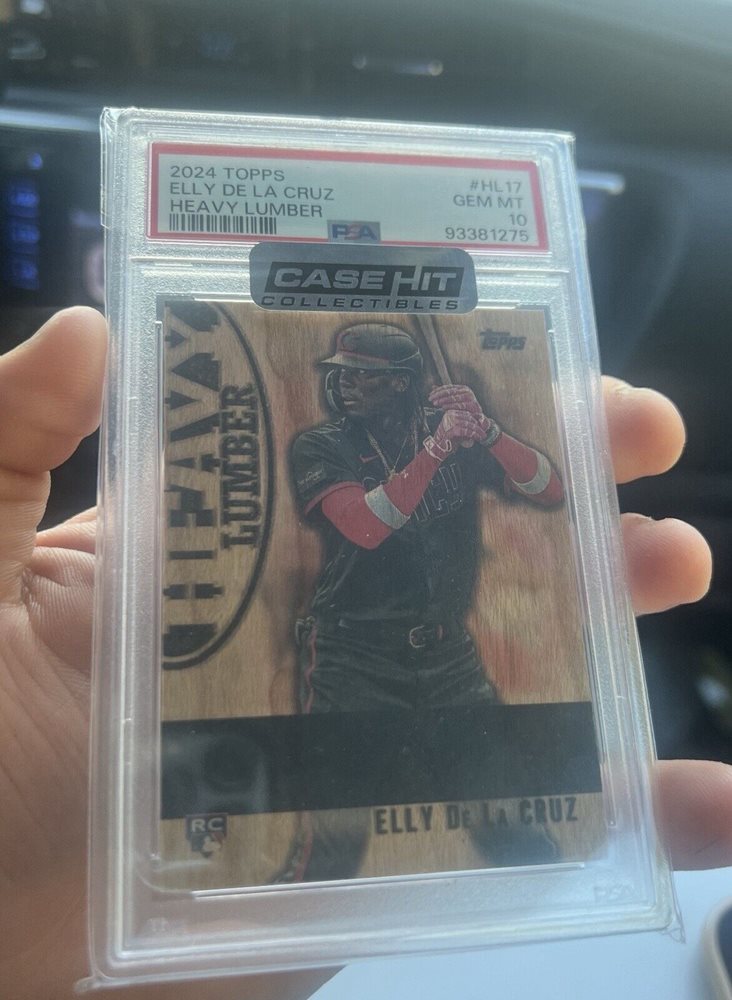 2024 TOPPS #HL17
ELLY DE LA CRUZ GEM MT
HEAVY LUMBER 10
PSA 93381275
CASE HIT
COLLECTIBLES
TOPPS
HEAVY
LUMBER
RC
ELLY DE LA CRUZ